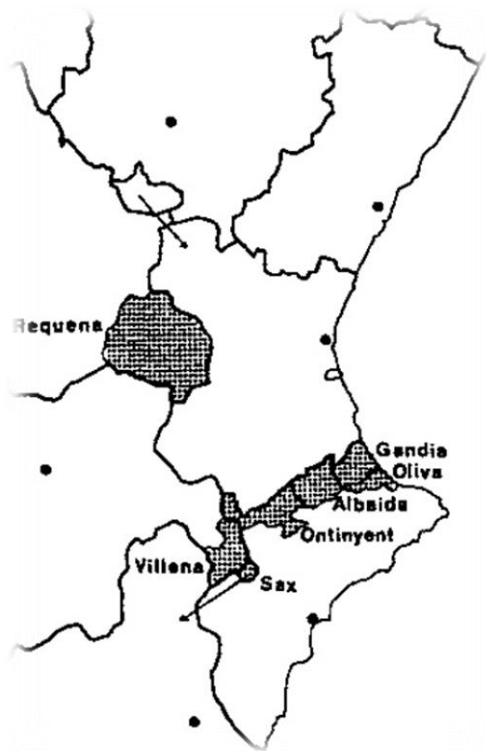 Requena
Gandia
Oliva
Albaida
Ontinyent
Villena
Sax